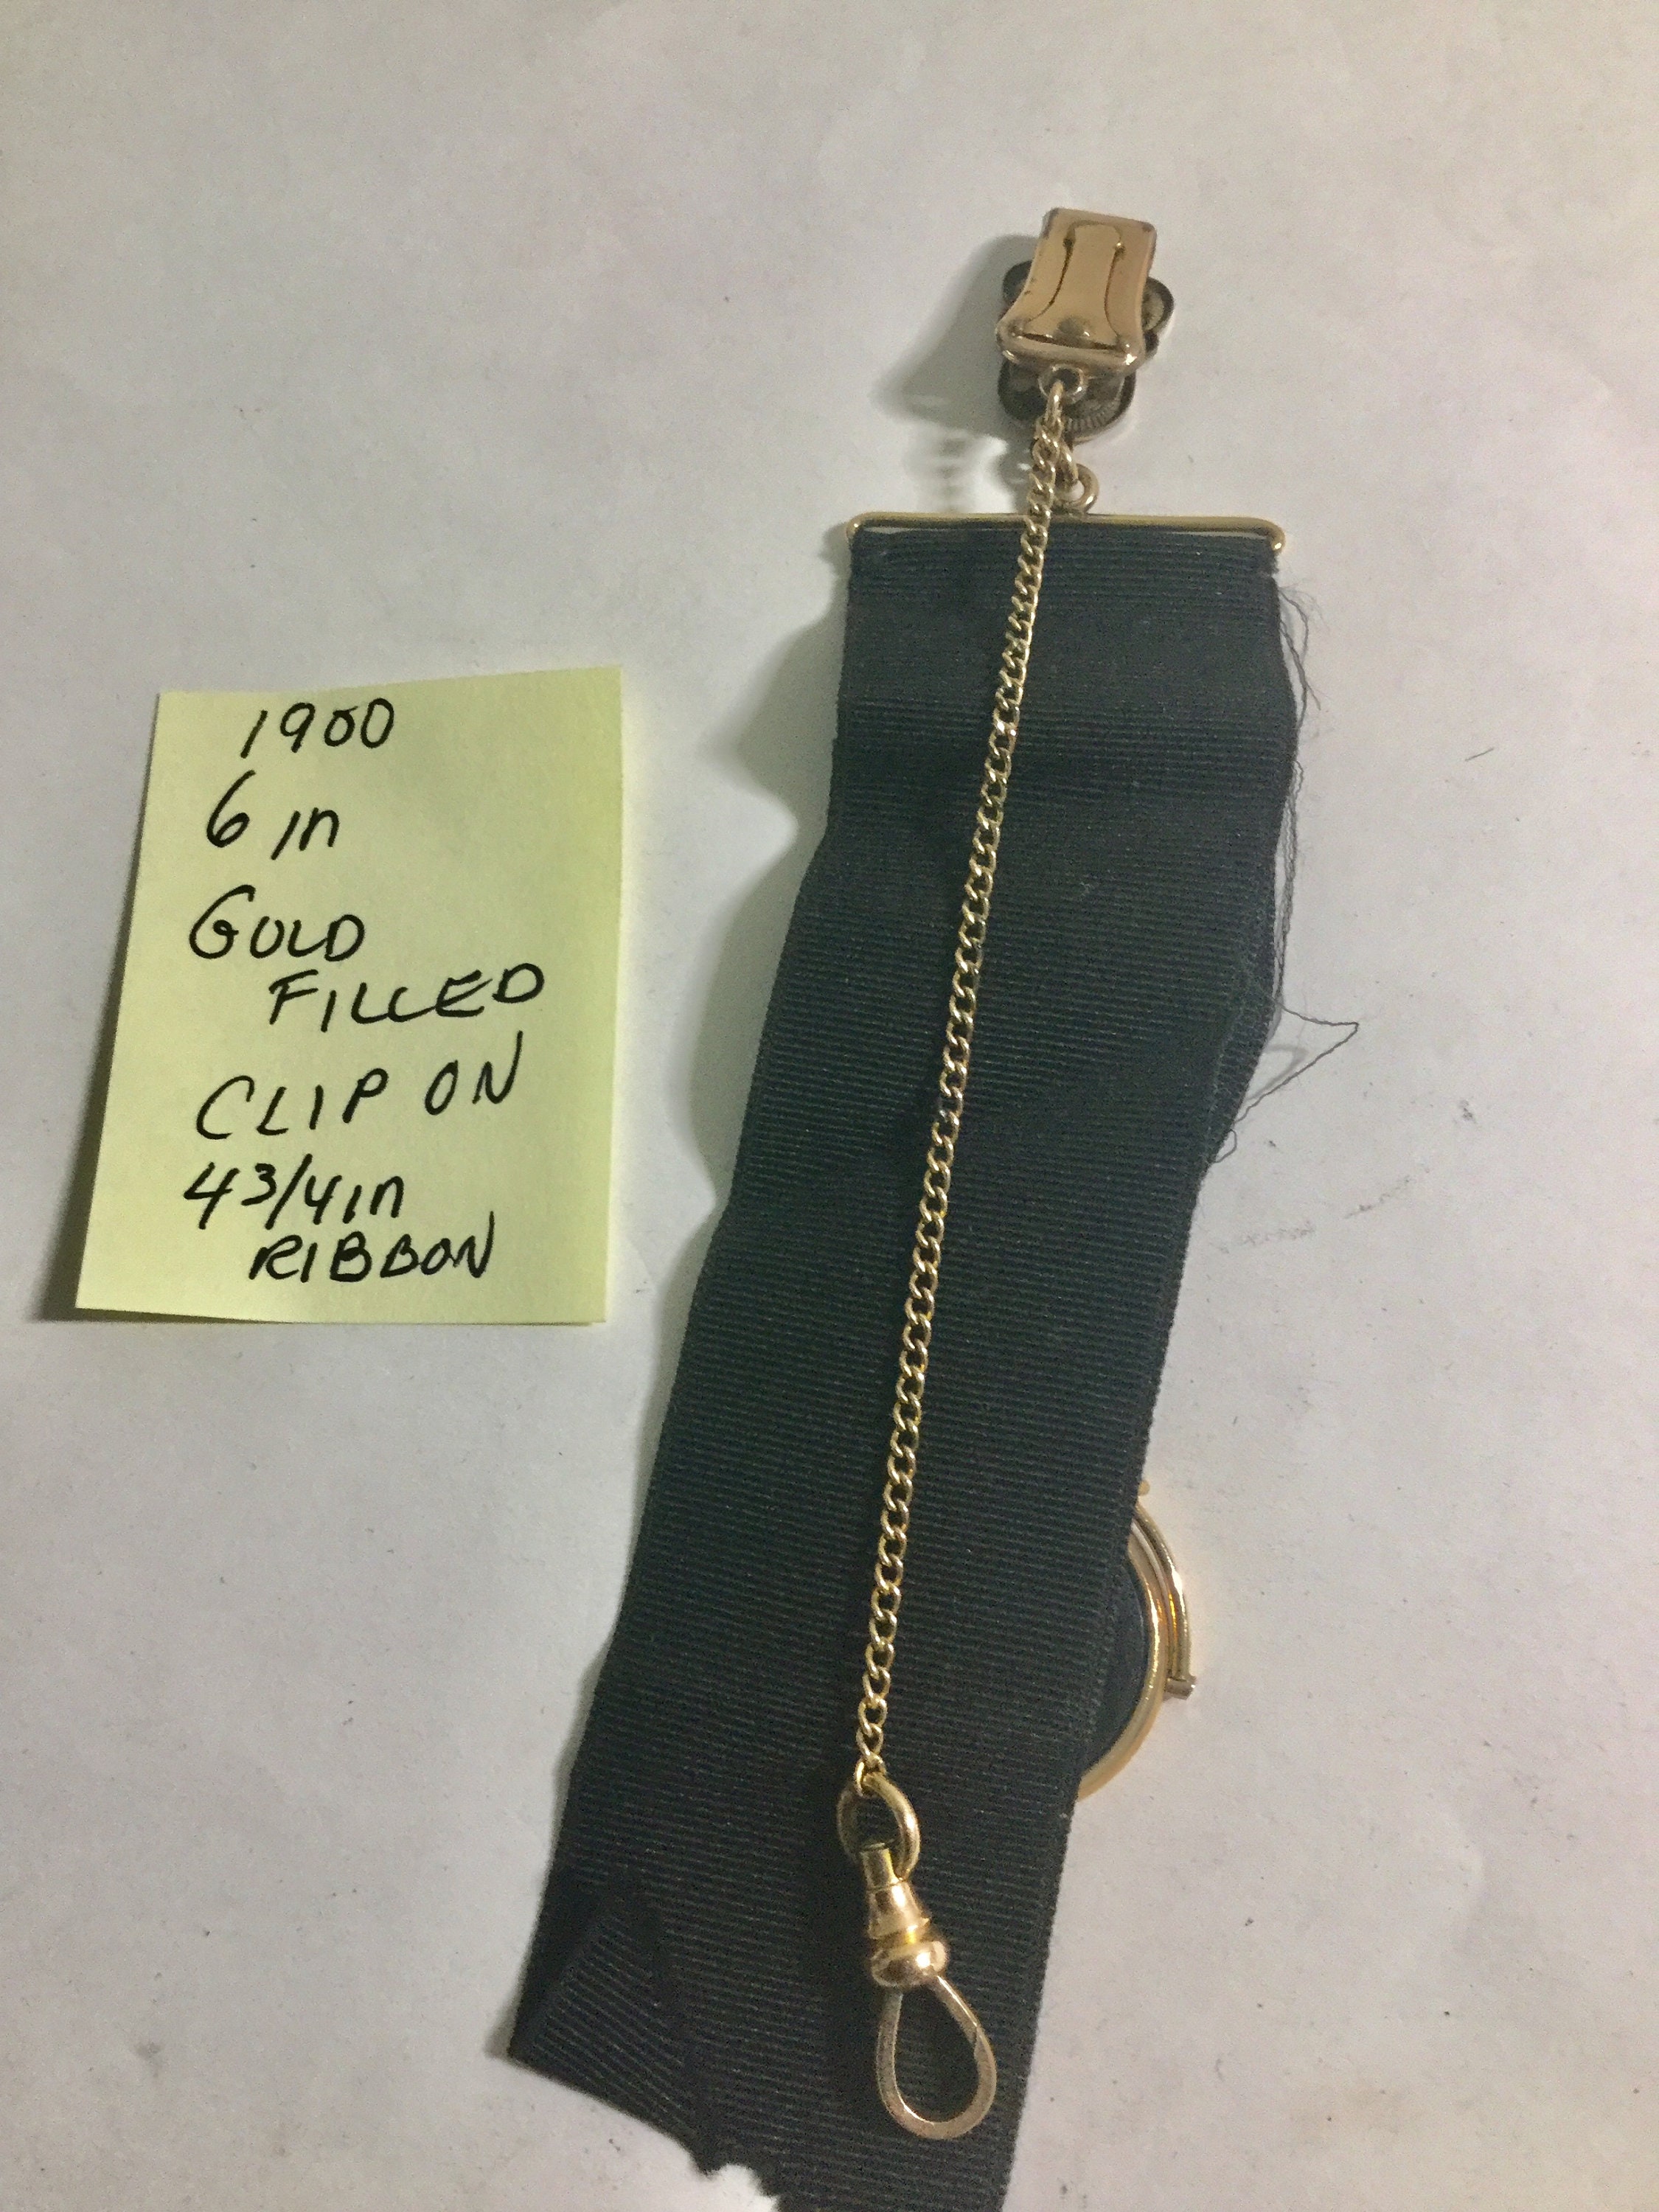 1900
6 in
GOLD
FILLED
CLIP ON
4 3/4 in
RIBBON